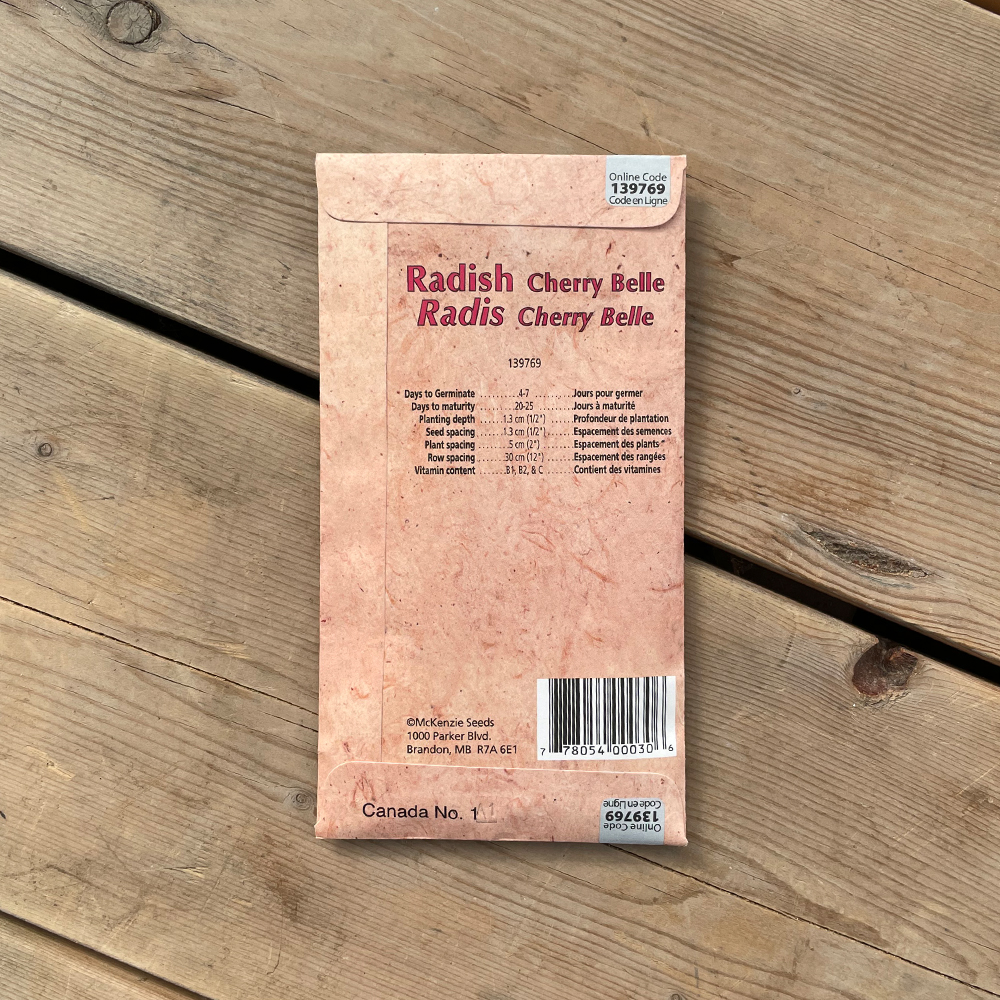 Online Code
139769
Code en Ligne
Radish Cherry Belle
Radis Cherry Belle
139769
Days to Germinate ..........4-7 ..........Jours pour germer
Days to maturity ..........20-25 ..........Jours à maturité
Planting depth ......1.3 cm (1/2") ......Profondeur de plantation
Seed spacing ......1.3 cm (1/2") ......Espacement des semences
Plant spacing ........5 cm (2") ........Espacement des plants
Row spacing .......30 cm (12") .......Espacement des rangées
Vitamin content .......B1, B2, & C .......Contient des vitamines
©McKenzie Seeds
1000 Parker Blvd.
Brandon, MB R7A 6E1
7 78054 00030 6
Canada No. 1
Online Code
139769
Code en Ligne